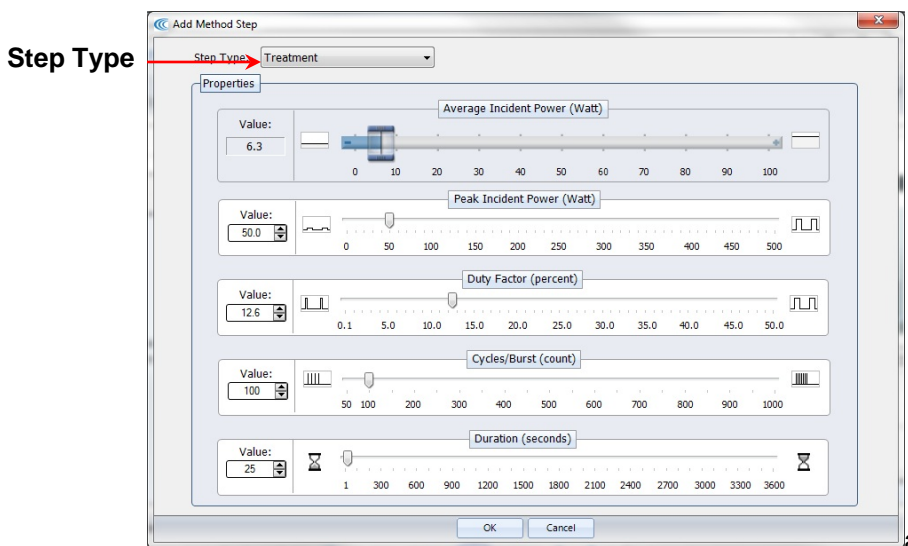 Add Method Step
x
Step Type
Step Type: Treatment
Properties
Average Incident Power (Watt)
Value:
6.3
0 10 20 30 40 50 60 70 80 90 100
Peak Incident Power (Watt)
Value:
50.0
0 50 100 150 200 250 300 350 400 450 500
Duty Factor (percent)
Value:
12.6
0.1 5.0 10.0 15.0 20.0 25.0 30.0 35.0 40.0 45.0 50.0
Cycles/Burst (count)
Value:
100
50 100 200 300 400 500 600 700 800 900 1000
Duration (seconds)
Value:
25
1 300 600 900 1200 1500 1800 2100 2400 2700 3000 3300 3600
OK Cancel